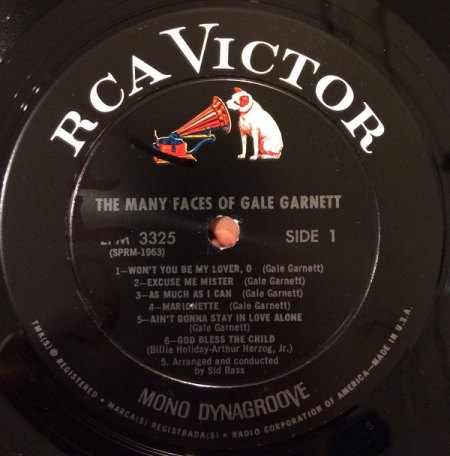 RCA VICTOR
THE MANY FACES OF GALE GARNETT
LPM 3325 SIDE 1
(SPRM-1963)
1—WON'T YOU BE MY LOVER, O (Gale Garnett)
2—EXCUSE ME MISTER (Gale Garnett)
3—AS MUCH AS I CAN (Gale Garnett)
4—MARIONETTE (Gale Garnett)
5—AIN'T GONNA STAY IN LOVE ALONE
(Gale Garnett)
6—GOD BLESS THE CHILD
(Billie Holiday-Arthur Herzog, Jr.)
5. Arranged and conducted
by Sid Bass
MONO DYNAGROOVE
TMK(S) ® REGISTERED • MARCA(S) REGISTRADA(S) • RADIO CORPORATION OF AMERICA—MADE IN U.S.A.